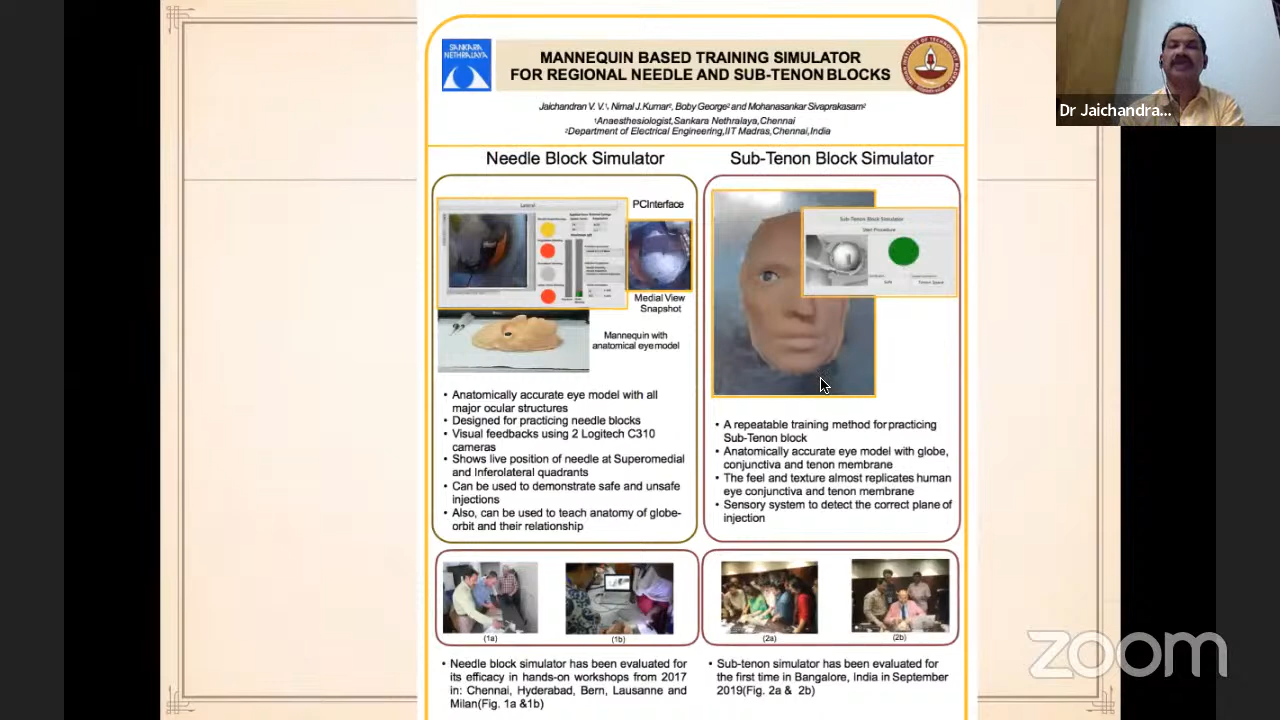 SANKARA
NETHRALAYA
MANNEQUIN BASED TRAINING SIMULATOR
FOR REGIONAL NEEDLE AND SUB-TENON BLOCKS
Jaichandran V. V.¹, Nimal J.Kumar², Boby George² and Mohanasankar Sivaprakasam²
¹Anaesthesiologist,Sankara Nethralaya,Chennai
²Department of Electrical Engineering,IIT Madras,Chennai,India
Dr Jaichandra...
Needle Block Simulator
Lateral
PCInterface
Medial View
Snapshot
Mannequin with
anatomical eyemodel
• Anatomically accurate eye model with all
major ocular structures
• Designed for practicing needle blocks
• Visual feedbacks using 2 Logitech C310
cameras
• Shows live position of needle at Superomedial
and Inferolateral quadrants
• Can be used to demonstrate safe and unsafe
injections
• Also, can be used to teach anatomy of globe-
orbit and their relationship
(1a)
(1b)
• Needle block simulator has been evaluated for
its efficacy in hands-on workshops from 2017
in: Chennai, Hyderabad, Bern, Lausanne and
Milan(Fig. 1a &1b)
Sub-Tenon Block Simulator
Sub-Tenon Block Simulator
Start Procedure
Safe
Tenon Space
• A repeatable training method for practicing
Sub-Tenon block
• Anatomically accurate eye model with globe,
conjunctiva and tenon membrane
• The feel and texture almost replicates human
eye conjunctiva and tenon membrane
• Sensory system to detect the correct plane of
injection
(2a)
(2b)
• Sub-tenon simulator has been evaluated for
the first time in Bangalore, India in September
2019(Fig. 2a & 2b)
zoom